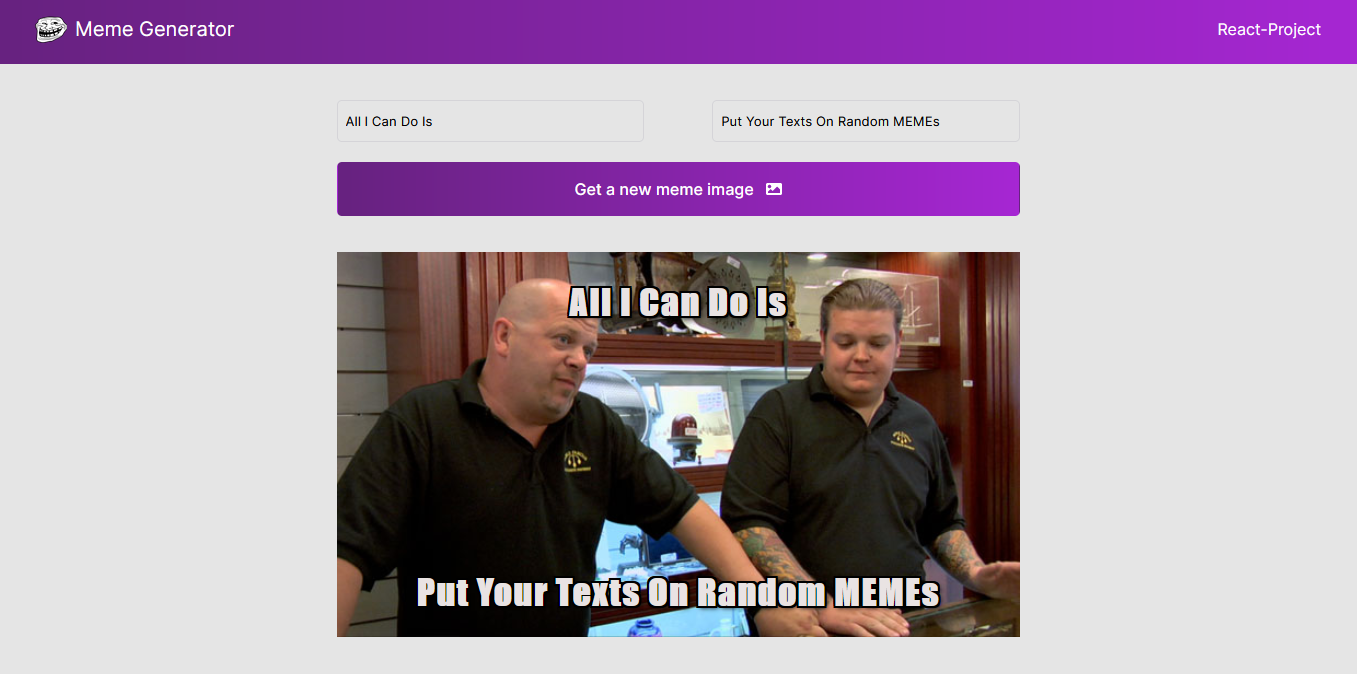 Meme Generator
React-Project
All I Can Do Is
Put Your Texts On Random MEMEs
Get a new meme image
All I Can Do Is
Put Your Texts On Random MEMEs